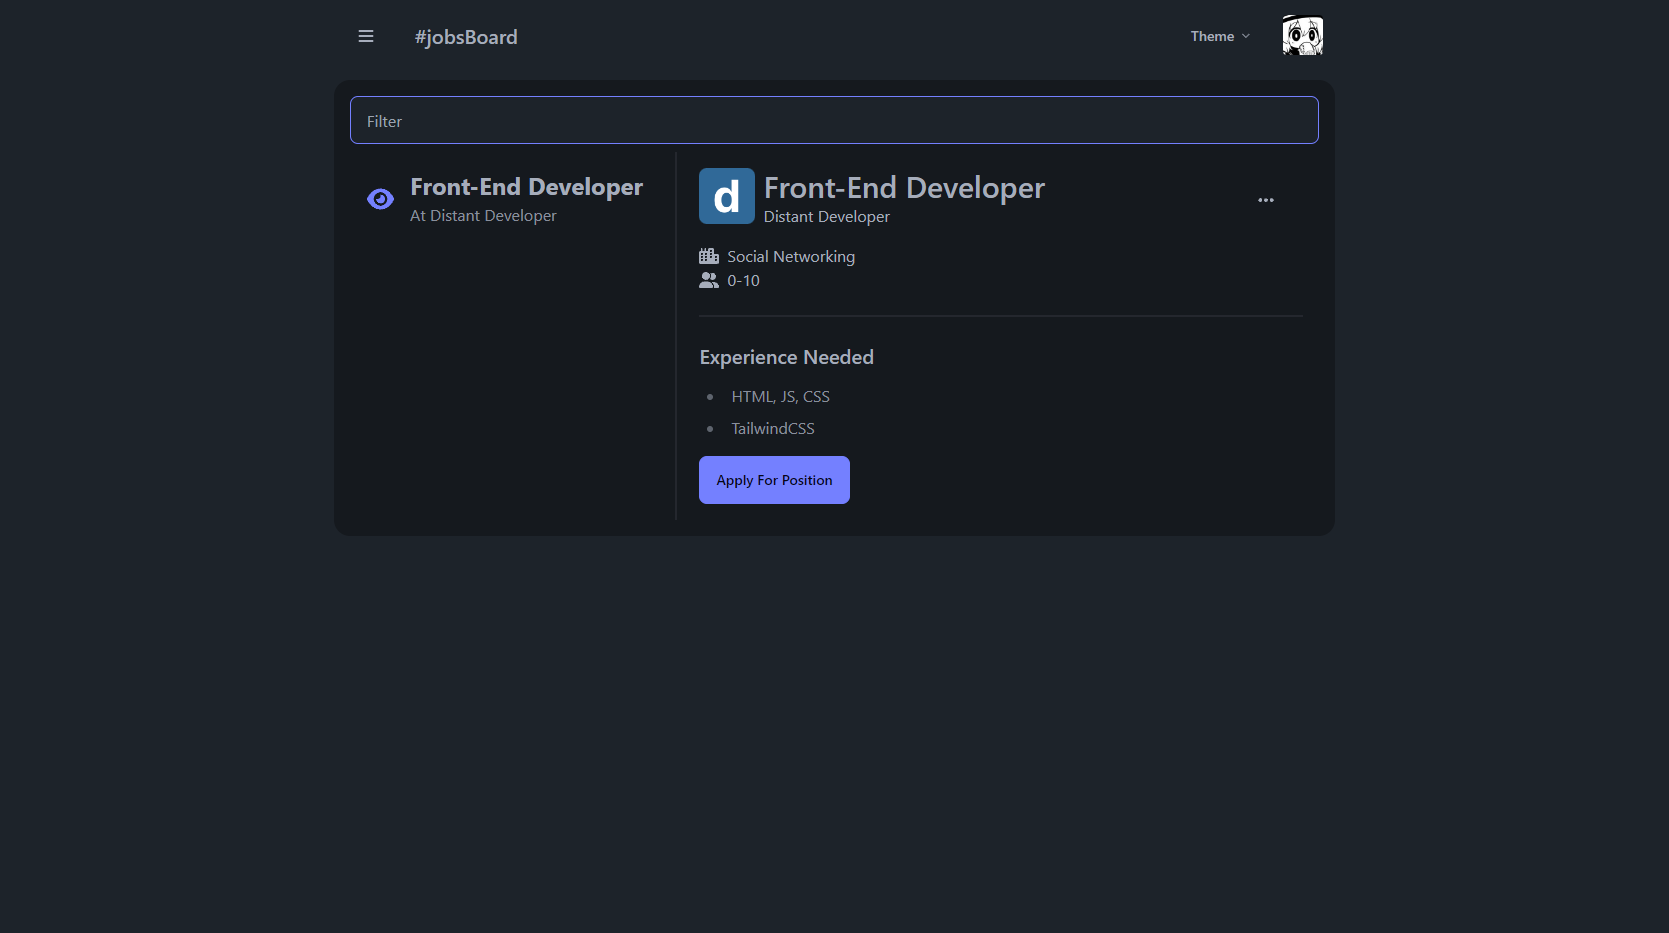 #jobsBoard
Theme
Filter
Front-End Developer
At Distant Developer
d
Front-End Developer
Distant Developer
Social Networking
0-10
Experience Needed
HTML, JS, CSS
TailwindCSS
Apply For Position